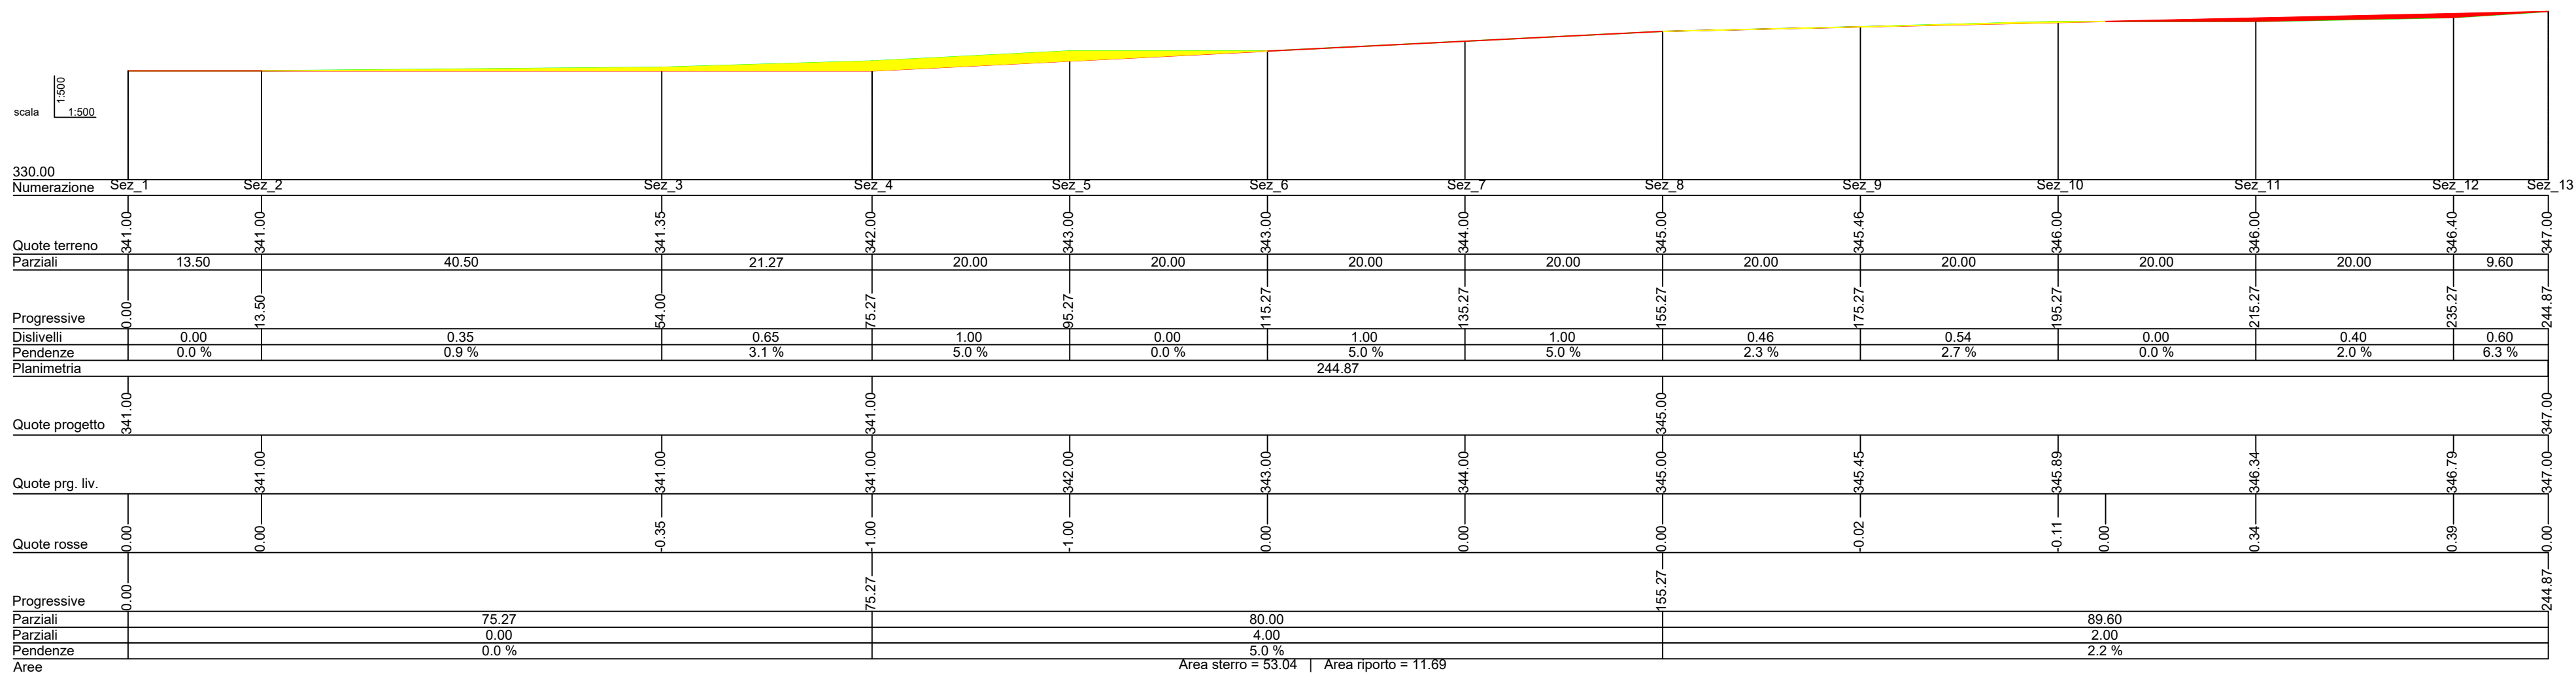 1:500
scala 1:500
330.00
Numerazione Sez_1 Sez_2 Sez_3 Sez_4 Sez_5 Sez_6 Sez_7 Sez_8 Sez_9 Sez_10 Sez_11 Sez_12 Sez_13
Quote terreno 341.00 341.00 341.35 342.00 343.00 343.00 344.00 345.00 345.46 346.00 346.00 346.40 347.00
Parziali 13.50 40.50 21.27 20.00 20.00 20.00 20.00 20.00 20.00 20.00 20.00 9.60
Progressive 0.00 13.50 54.00 75.27 95.27 115.27 135.27 155.27 175.27 195.27 215.27 235.27 244.87
Dislivelli 0.00 0.35 0.65 1.00 0.00 1.00 1.00 0.46 0.54 0.00 0.40 0.60
Pendenze 0.0 % 0.9 % 3.1 % 5.0 % 0.0 % 5.0 % 5.0 % 2.3 % 2.7 % 0.0 % 2.0 % 6.3 %
Planimetria 244.87
Quote progetto 341.00 341.00 345.00 347.00
Quote prg. liv. 341.00 341.00 341.00 342.00 343.00 344.00 345.00 345.45 345.89 346.34 346.79 347.00
Quote rosse 0.00 0.00 -0.35 -1.00 -1.00 0.00 0.00 0.00 -0.02 -0.11 0.00 0.34 0.39 0.00
Progressive 0.00 75.27 155.27 244.87
Parziali 75.27 80.00 89.60
Parziali 0.00 4.00 2.00
Pendenze 0.0 % 5.0 % 2.2 %
Aree Area sterro = 53.04 | Area riporto = 11.69